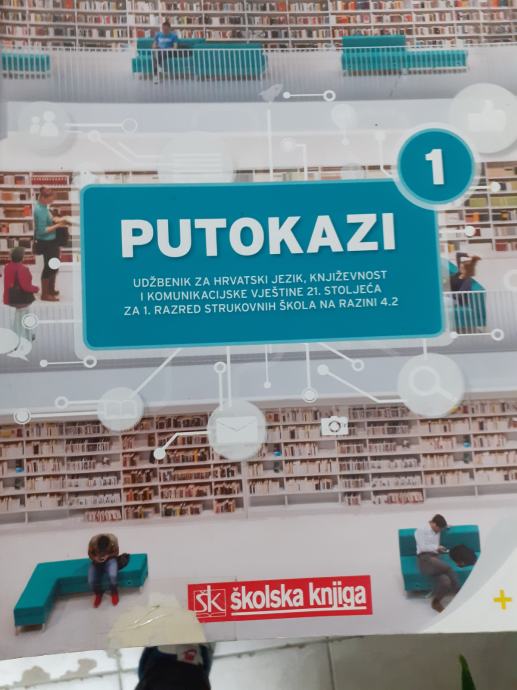 1
PUTOKAZI
UDŽBENIK ZA HRVATSKI JEZIK, KNJIŽEVNOST
I KOMUNIKACIJSKE VJEŠTINE 21. STOLJEĆA
ZA 1. RAZRED STRUKOVNIH ŠKOLA NA RAZINI 4.2
šk školska knjiga
+